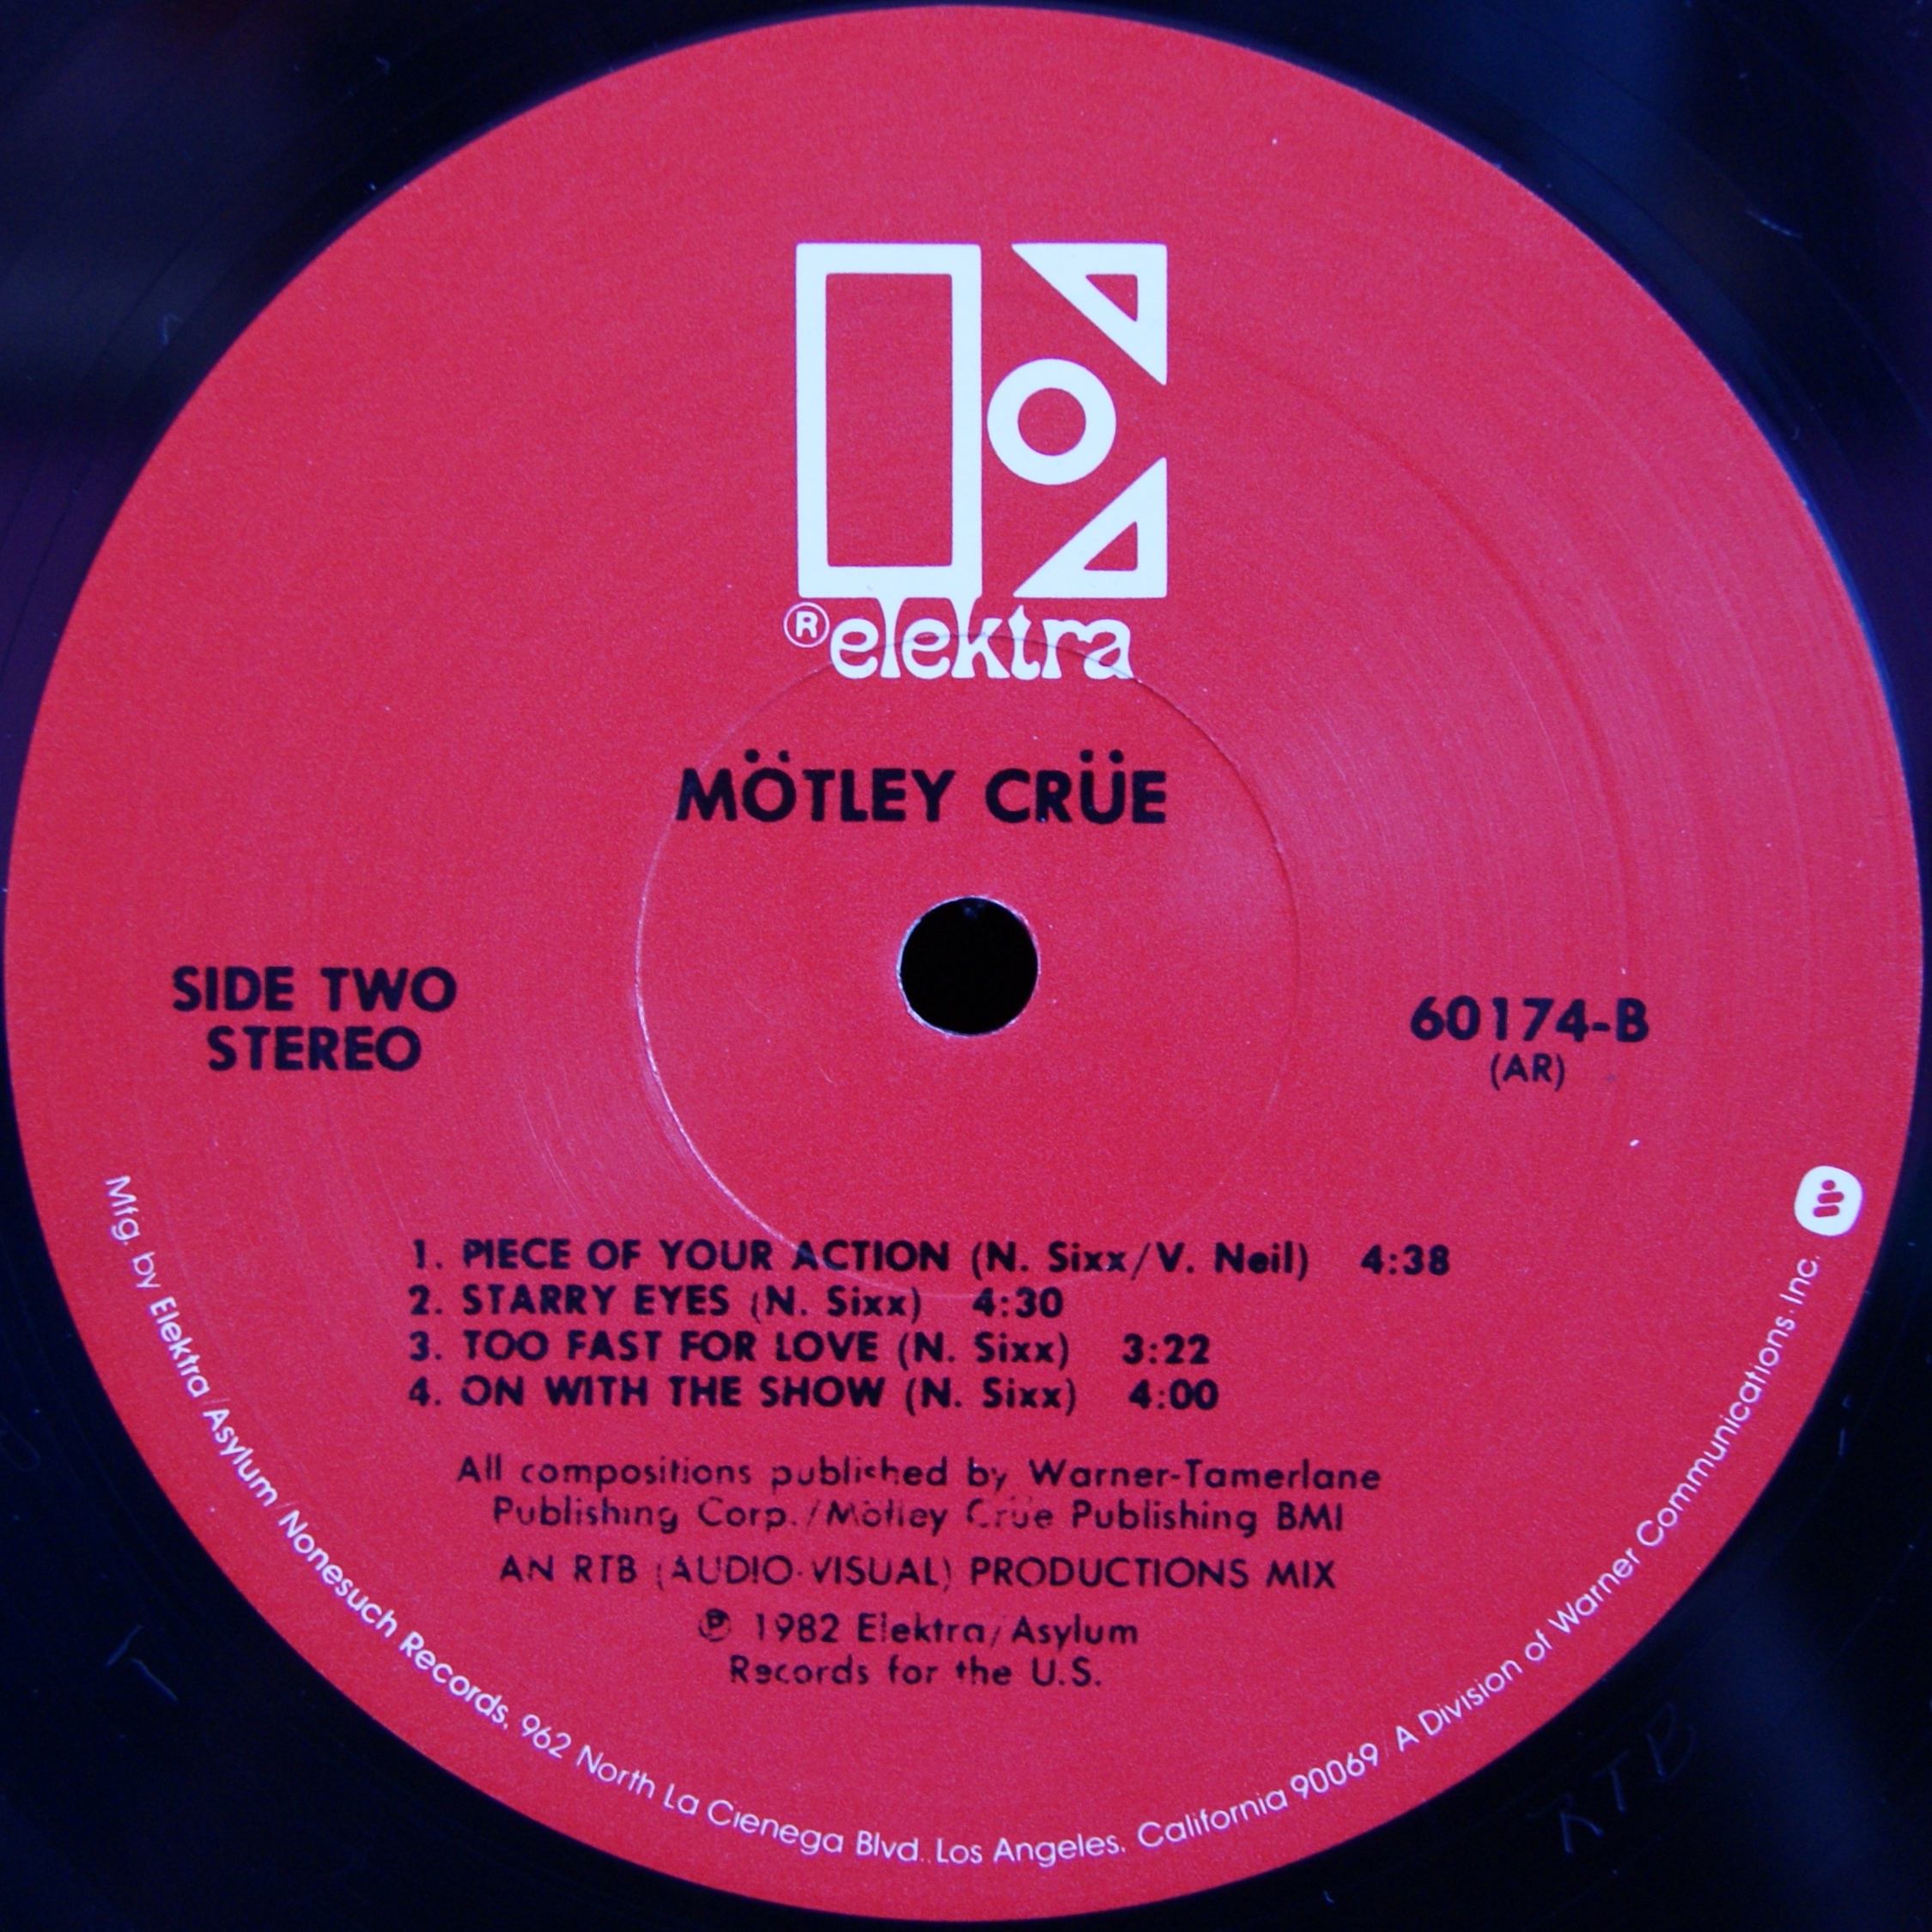 ® elektra
MÖTLEY CRÜE
SIDE TWO
STEREO
60174-B
(AR)
1. PIECE OF YOUR ACTION (N. Sixx/V. Neil) 4:38
2. STARRY EYES (N. Sixx) 4:30
3. TOO FAST FOR LOVE (N. Sixx) 3:22
4. ON WITH THE SHOW (N. Sixx) 4:00
All compositions published by Warner-Tamerlane
Publishing Corp./Mötley Crüe Publishing BMI
AN RTB (AUDIO-VISUAL) PRODUCTIONS MIX
℗ 1982 Elektra/Asylum
Records for the U.S.
Mfg. by Elektra/Asylum/Nonesuch Records, 962 North La Cienega Blvd., Los Angeles, California 90069 A Division of Warner Communications Inc.
RTB